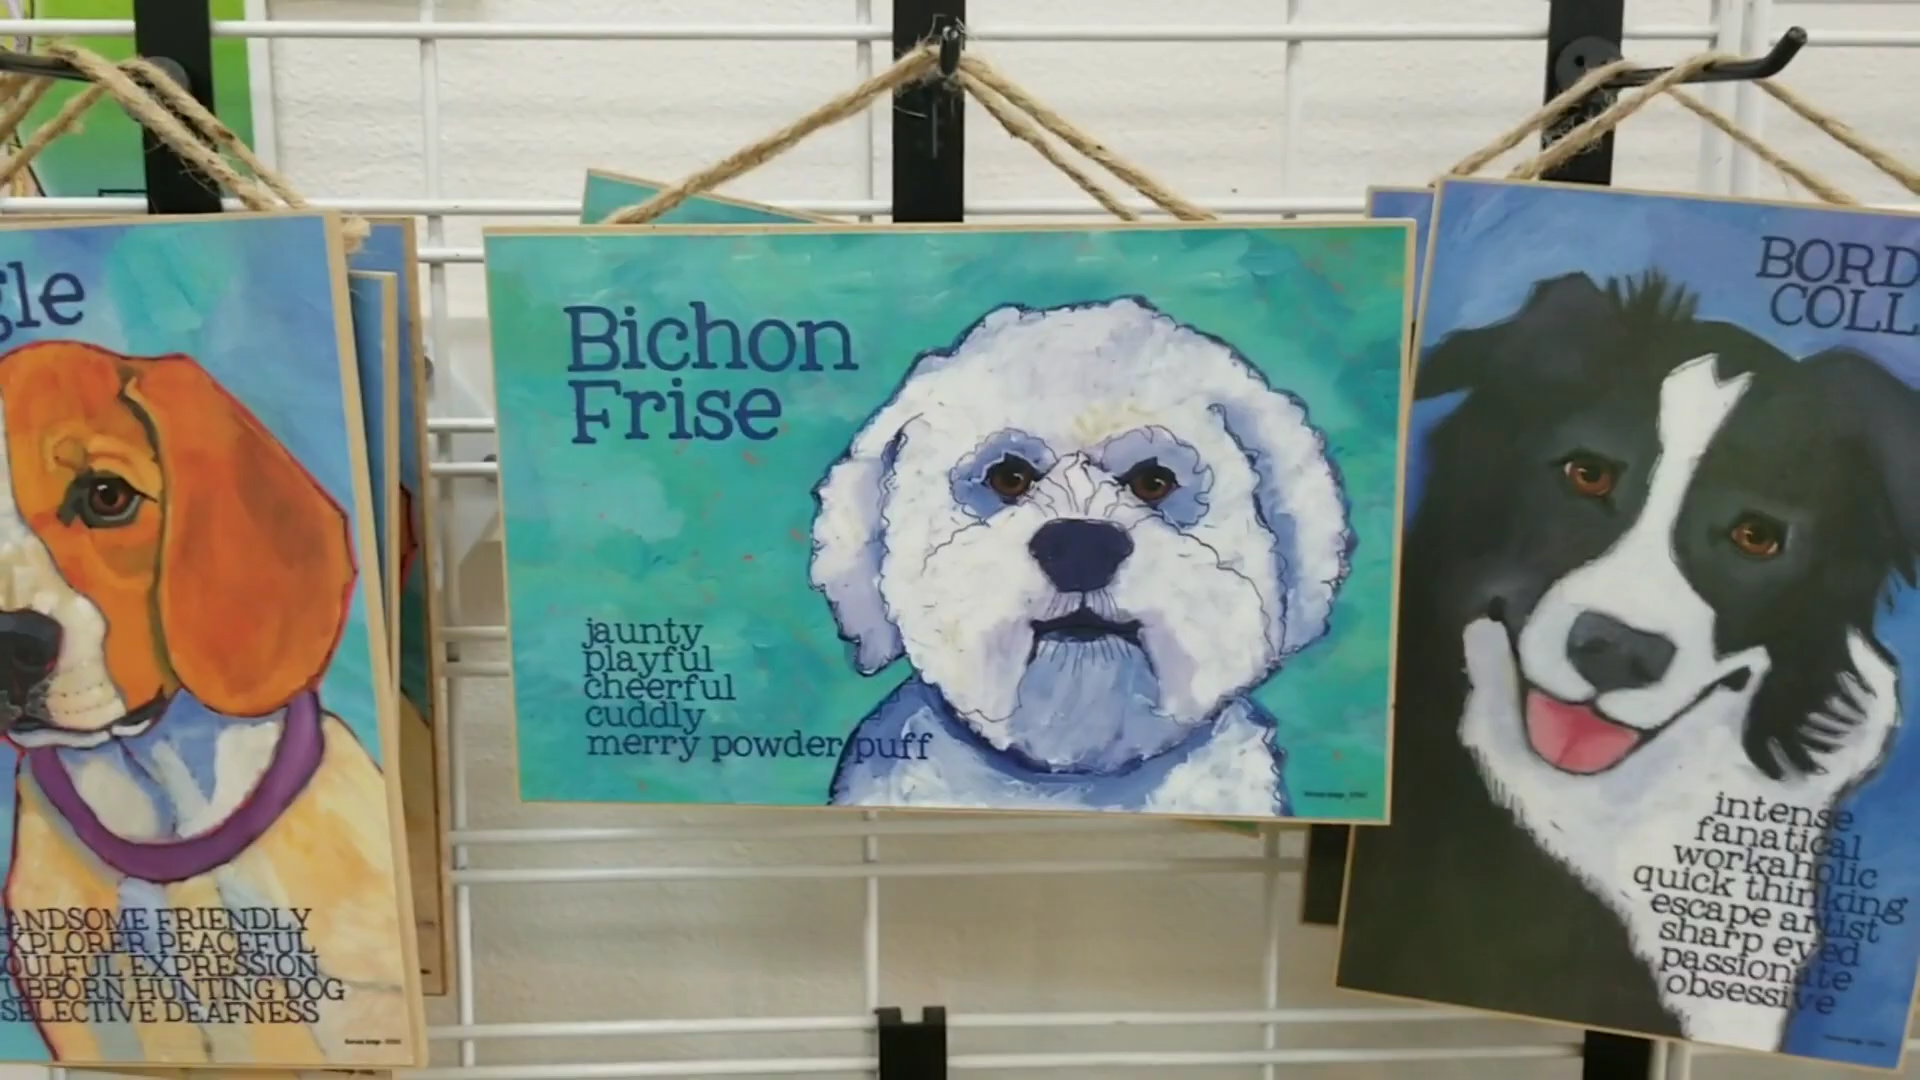 gle
ANDSOME FRIENDLY
XPLORER PEACEFUL
OULFUL EXPRESSION
UBBORN HUNTING DOG
SELECTIVE DEAFNESS
Bichon
Frise
jaunty
playful
cheerful
cuddly
merry powder puff
BORD
COLL
intense
fanatical
workaholic
quick thinking
escape artist
sharp eyed
passionate
obsessive